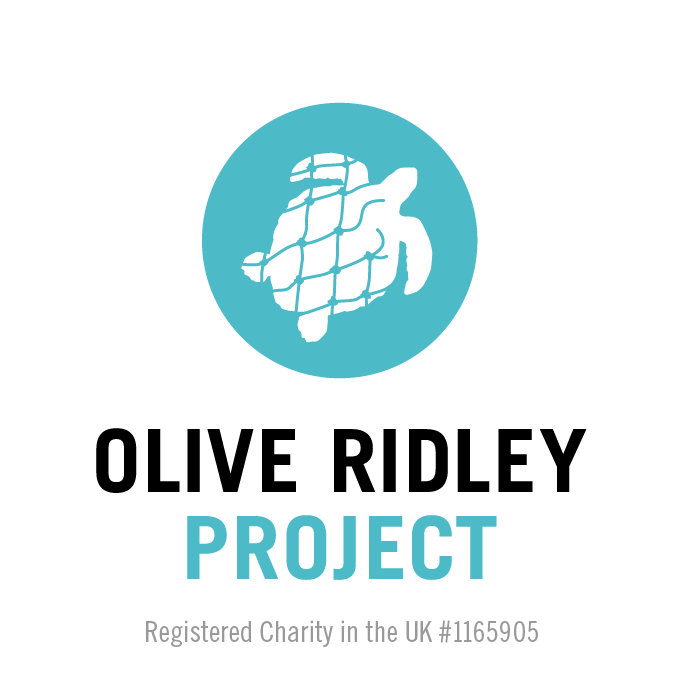 OLIVE RIDLEY
PROJECT
Registered Charity in the UK #1165905